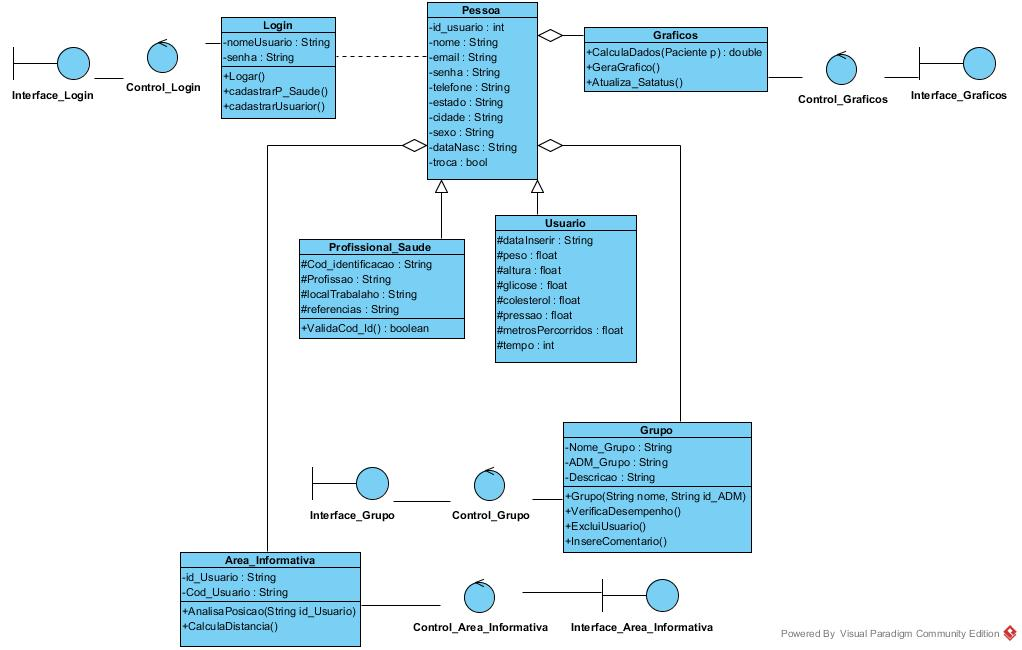 Pessoa
-id_usuario : int
-nome : String
-email : String
-senha : String
-telefone : String
-estado : String
-cidade : String
-sexo : String
-dataNasc : String
-troca : bool
Login
-nomeUsuario : String
-senha : String
+Logar()
+cadastrarP_Saude()
+cadastrarUsuarior()
Interface_Login
Control_Login
Graficos
+CalculaDados(Paciente p) : double
+GeraGrafico()
+Atualiza_Satatus()
Control_Graficos
Interface_Graficos
Profissional_Saude
#Cod_identificacao : String
#Profissao : String
#localTrabalaho : String
#referencias : String
+ValidaCod_Id() : boolean
Usuario
#dataInserir : String
#peso : float
#altura : float
#glicose : float
#colesterol : float
#pressao : float
#metrosPercorridos : float
#tempo : int
Grupo
-Nome_Grupo : String
-ADM_Grupo : String
-Descricao : String
+Grupo(String nome, String id_ADM)
+VerificaDesempenho()
+ExcluiUsuario()
+InsereComentario()
Interface_Grupo
Control_Grupo
Area_Informativa
-id_Usuario : String
-Cod_Usuario : String
+AnalisaPosicao(String id_Usuario)
+CalculaDistancia()
Control_Area_Informativa
Interface_Area_Informativa
Powered By Visual Paradigm Community Edition